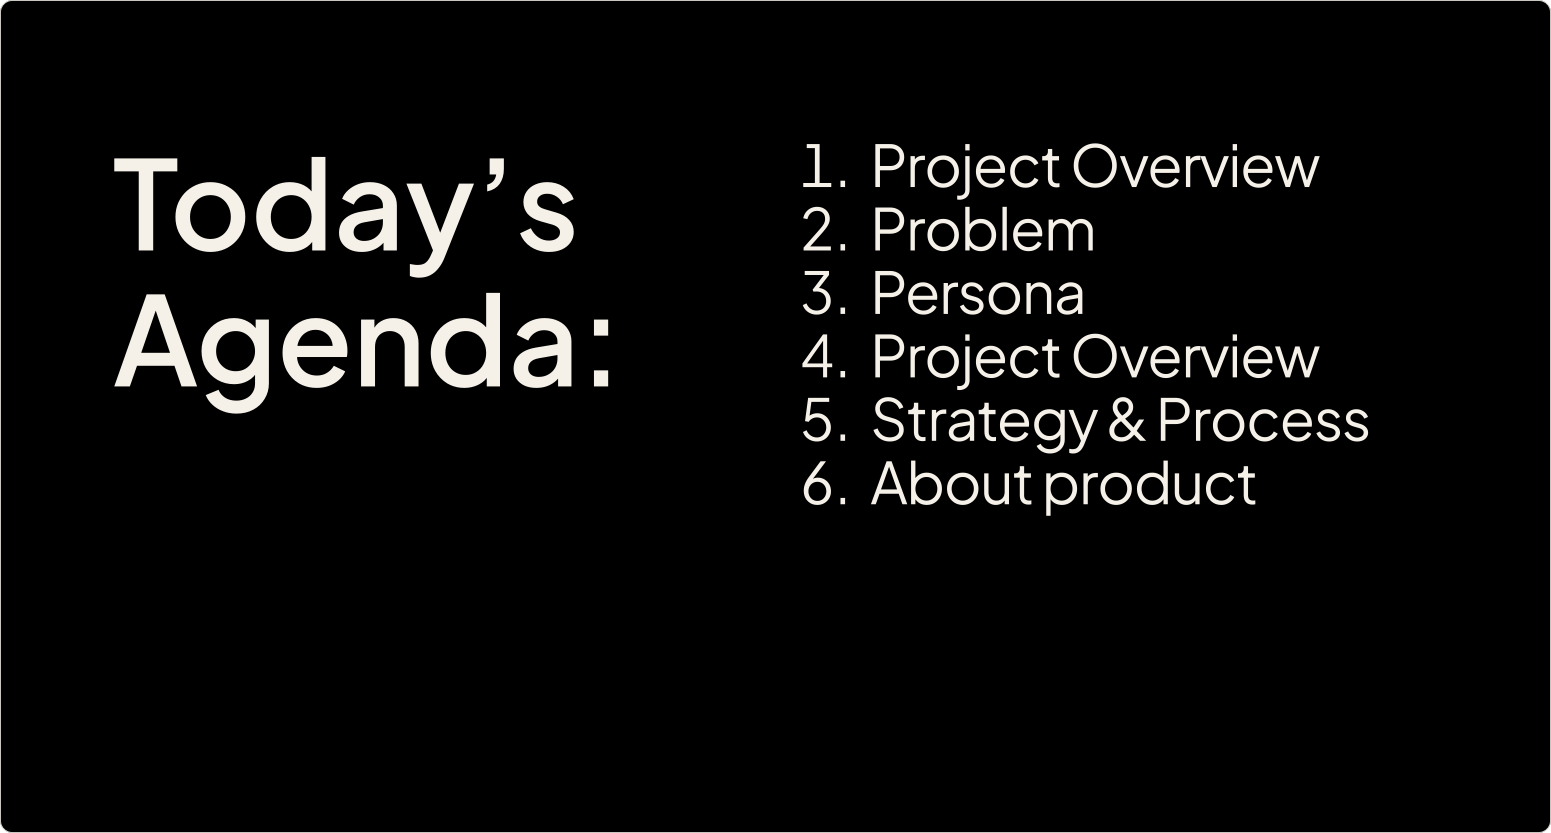 Today’s
Agenda:
1. Project Overview
2. Problem
3. Persona
4. Project Overview
5. Strategy & Process
6. About product